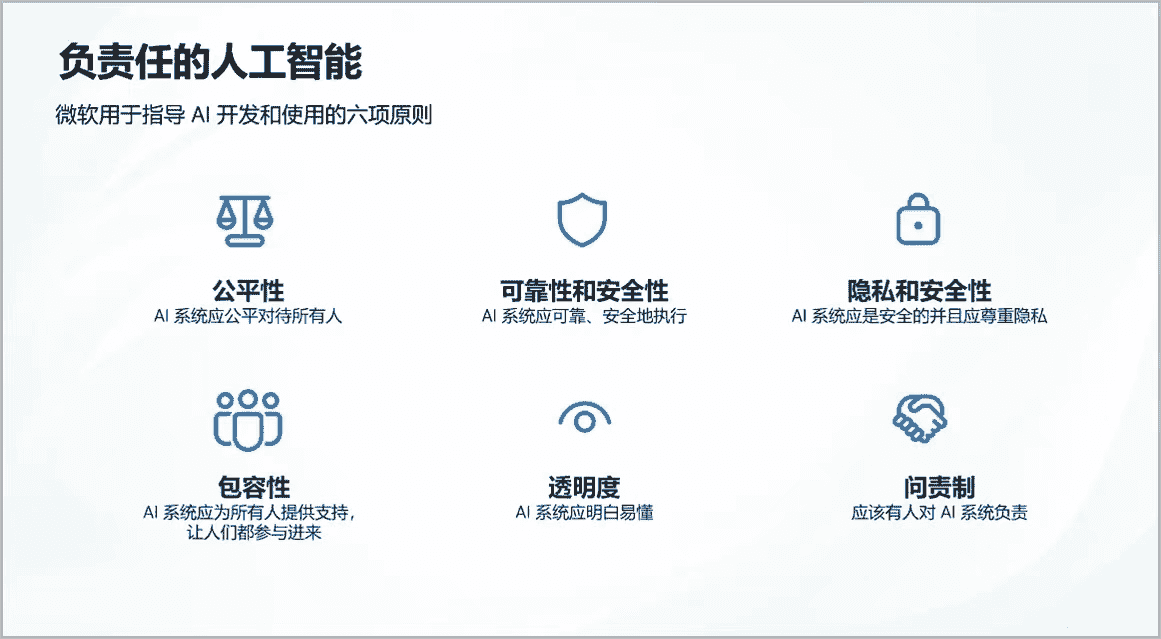 负责任的人工智能
微软用于指导 AI 开发和使用的六项原则
公平性
AI 系统应公平对待所有人
可靠性和安全性
AI 系统应可靠、安全地执行
隐私和安全性
AI 系统应是安全的并且应尊重隐私
包容性
AI 系统应为所有人提供支持，
让人们都参与进来
透明度
AI 系统应明白易懂
问责制
应该有人对 AI 系统负责